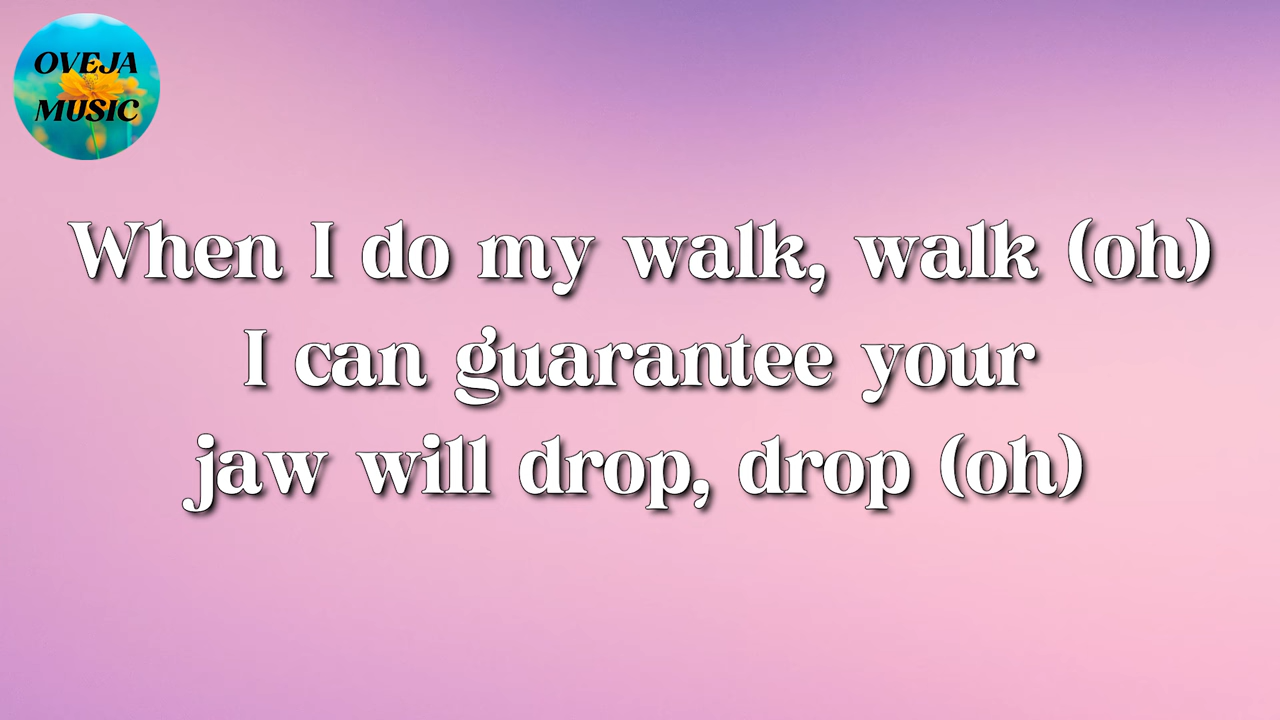 OVEJA
MUSIC
When I do my walk, walk (oh)
I can guarantee your
jaw will drop, drop (oh)